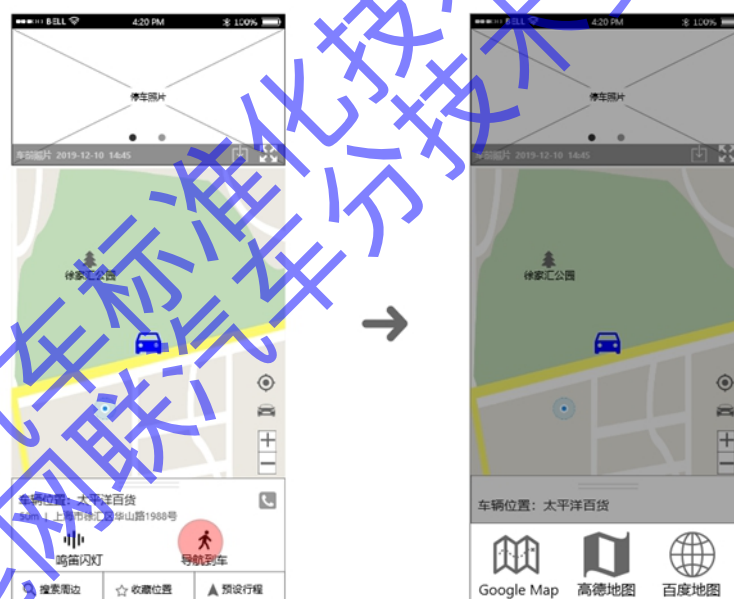 BELL 4:20 PM 100%
停车照片
车前照片 2019-12-10 14:45
徐家汇公园
车辆位置：太平洋百货
50m | 上海市徐汇区华山路1988号
鸣笛闪灯 导航到车
搜索周边 收藏位置 预设行程
BELL 4:20 PM 100%
停车照片
车前照片 2019-12-10 14:45
徐家汇公园
车辆位置：太平洋百货
Google Map 高德地图 百度地图
汽车标准化技
网联汽车分技术